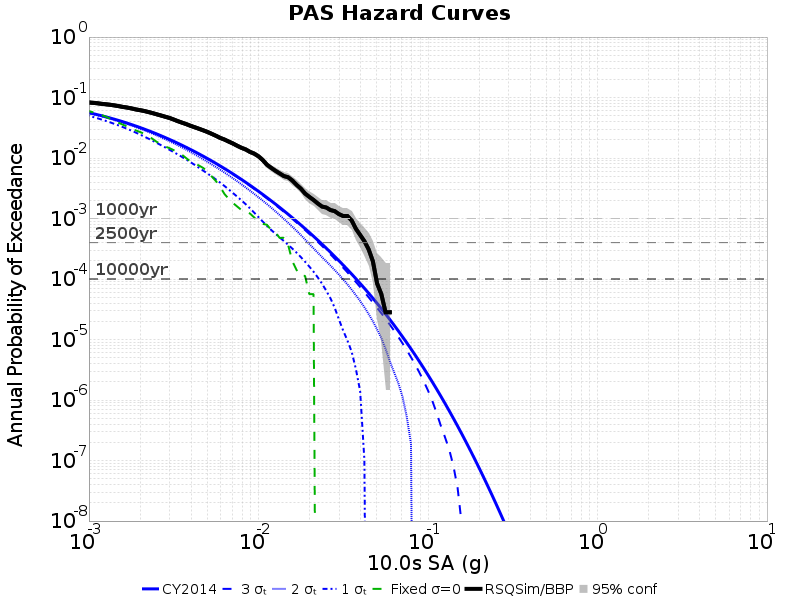 PAS Hazard Curves
Annual Probability of Exceedance
10^0
10^-1
10^-2
10^-3
10^-4
10^-5
10^-6
10^-7
10^-8
1000yr
2500yr
10000yr
10^-3 10^-2 10^-1 10^0 10^1
10.0s SA (g)
CY2014 3 σₜ 2 σₜ 1 σₜ Fixed σ=0 RSQSim/BBP 95% conf